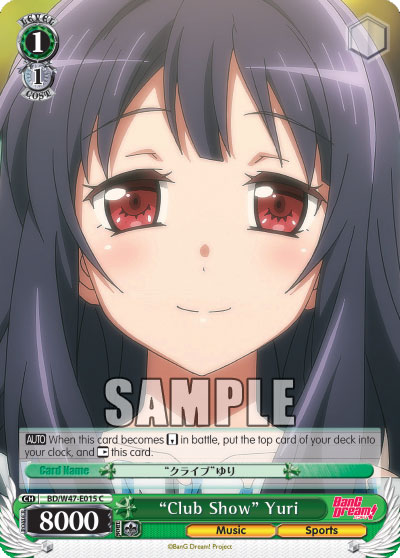 LEVEL
1
1
COST
SAMPLE
AUTO When this card becomes in battle, put the top card of your deck into
your clock, and this card.
Card Name "クライブ"ゆり
CH BD/W47-E015 C
POWER 8000
"Club Show" Yuri
BanG Dream!
Music Sports
©BanG Dream! Project